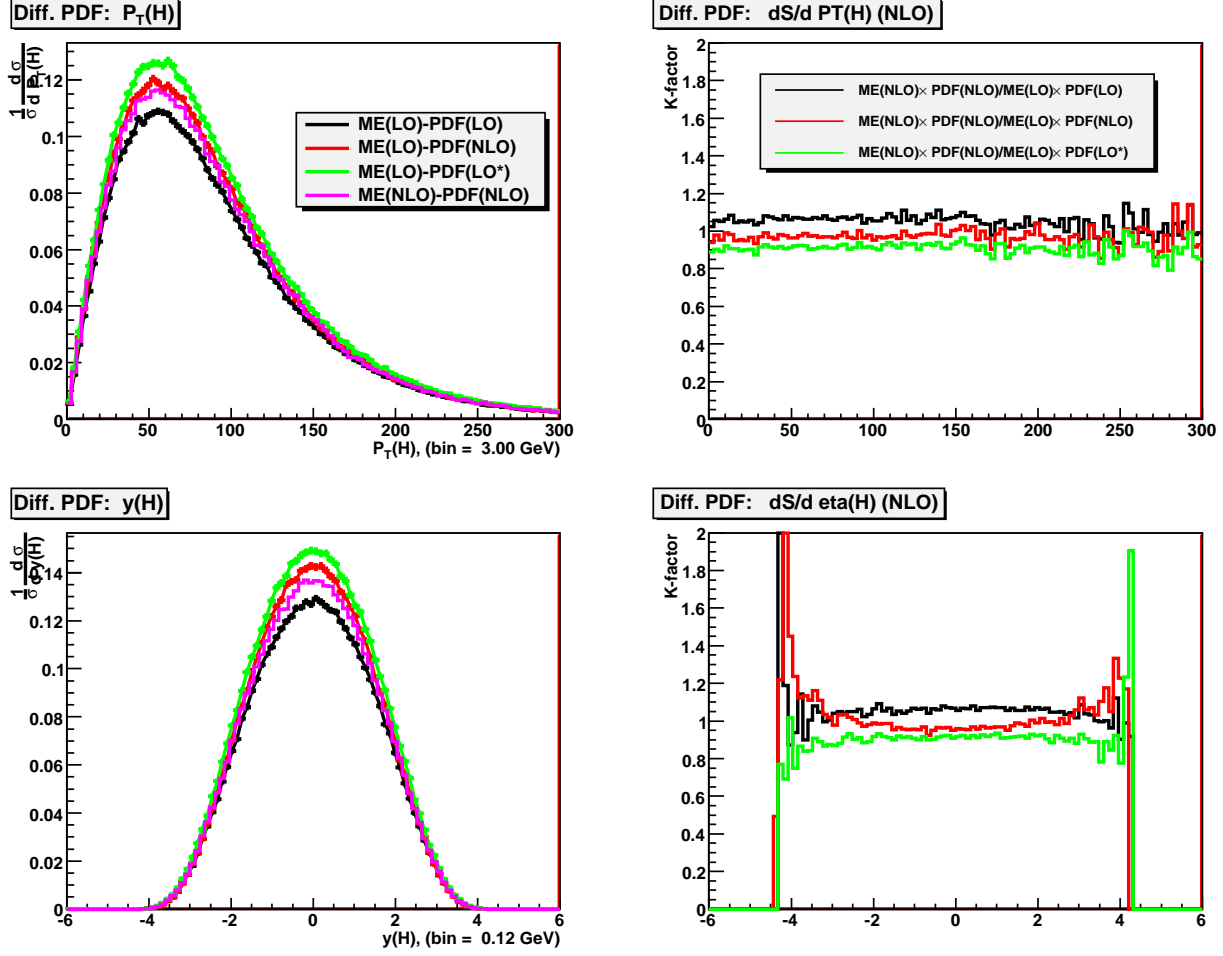 Diff. PDF: P_T(H)
1/σ dσ/d P_T(H)
0.12
0.1
0.08
0.06
0.04
0.02
0
ME(LO)-PDF(LO)
ME(LO)-PDF(NLO)
ME(LO)-PDF(LO*)
ME(NLO)-PDF(NLO)
0 50 100 150 200 250 300
P_T(H), (bin = 3.00 GeV)
Diff. PDF: dS/d PT(H) (NLO)
K-factor
2
1.8
1.6
1.4
1.2
1
0.8
0.6
0.4
0.2
0
ME(NLO)× PDF(NLO)/ME(LO)× PDF(LO)
ME(NLO)× PDF(NLO)/ME(LO)× PDF(NLO)
ME(NLO)× PDF(NLO)/ME(LO)× PDF(LO*)
0 50 100 150 200 250 300
Diff. PDF: y(H)
1/σ dσ/d y(H)
0.14
0.12
0.1
0.08
0.06
0.04
0.02
0
-6 -4 -2 0 2 4 6
y(H), (bin = 0.12 GeV)
Diff. PDF: dS/d eta(H) (NLO)
K-factor
2
1.8
1.6
1.4
1.2
1
0.8
0.6
0.4
0.2
0
-6 -4 -2 0 2 4 6